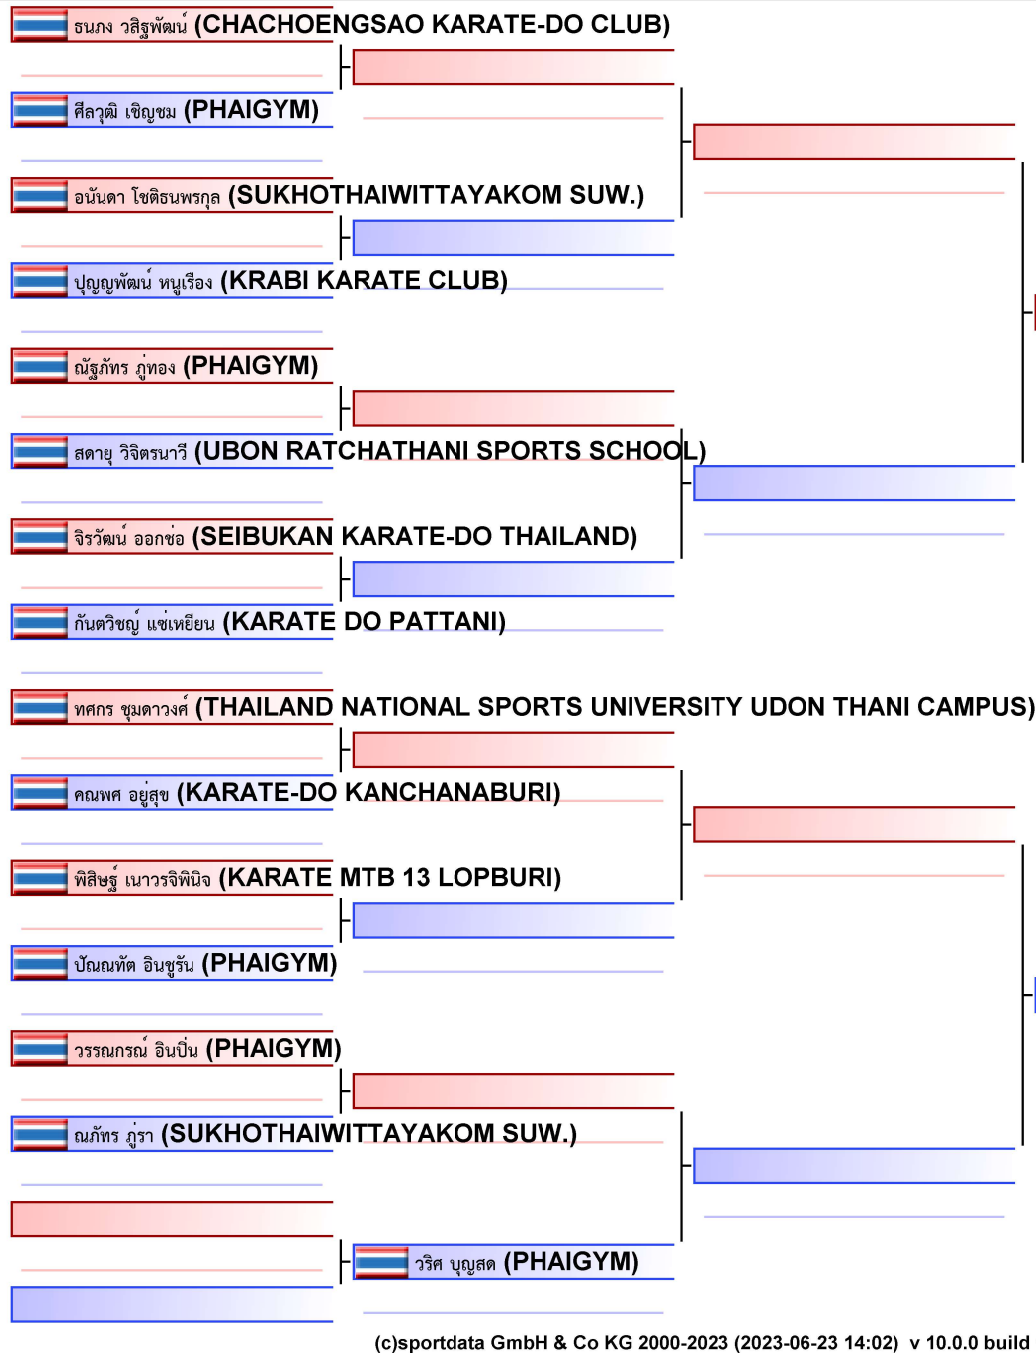 ธนภง วสิฐพัฒน์ (CHACHOENGSAO KARATE-DO CLUB)
ศีลวุฒิ เชิญชม (PHAIGYM)
อนันดา โชติธนพรกุล (SUKHOTHAIWITTAYAKOM SUW.)
ปุญญพัฒน์ หนูเรือง (KRABI KARATE CLUB)
ณัฐภัทร ภู่ทอง (PHAIGYM)
สดายุ วิจิตรนาวี (UBON RATCHATHANI SPORTS SCHOOL)
จิรวัฒน์ ออกช่อ (SEIBUKAN KARATE-DO THAILAND)
กันตวิชญ์ แซ่เหยียน (KARATE DO PATTANI)
ทศกร ชุมดาวงศ์ (THAILAND NATIONAL SPORTS UNIVERSITY UDON THANI CAMPUS)
คณพศ อยู่สุข (KARATE-DO KANCHANABURI)
พิสิษฐ์ เนาวรจิพินิจ (KARATE MTB 13 LOPBURI)
ปัณณทัต อินชูรัน (PHAIGYM)
วรรณกรณ์ อินปิ่น (PHAIGYM)
ณภัทร ภู่รา (SUKHOTHAIWITTAYAKOM SUW.)
วริศ บุญสด (PHAIGYM)
(c)sportdata GmbH & Co KG 2000-2023 (2023-06-23 14:02) v 10.0.0 build